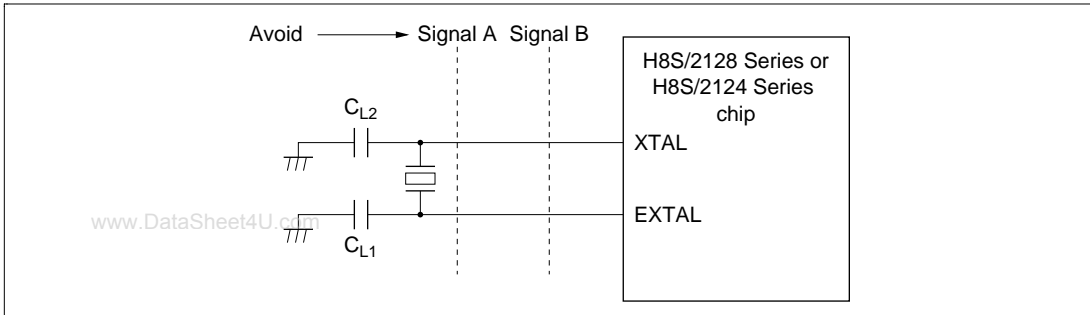 Avoid Signal A Signal B
H8S/2128 Series or
H8S/2124 Series
chip
CL2
XTAL
EXTAL
www.DataSheet4U.com
CL1